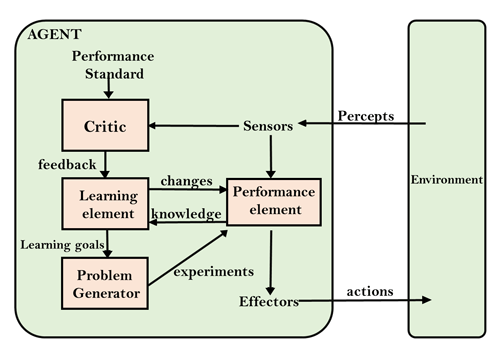 AGENT
Performance
Standard
Critic
Sensors
Percepts
feedback
changes
Learning
element
Performance
element
Environment
knowledge
Learning goals
Problem
Generator
experiments
Effectors
actions